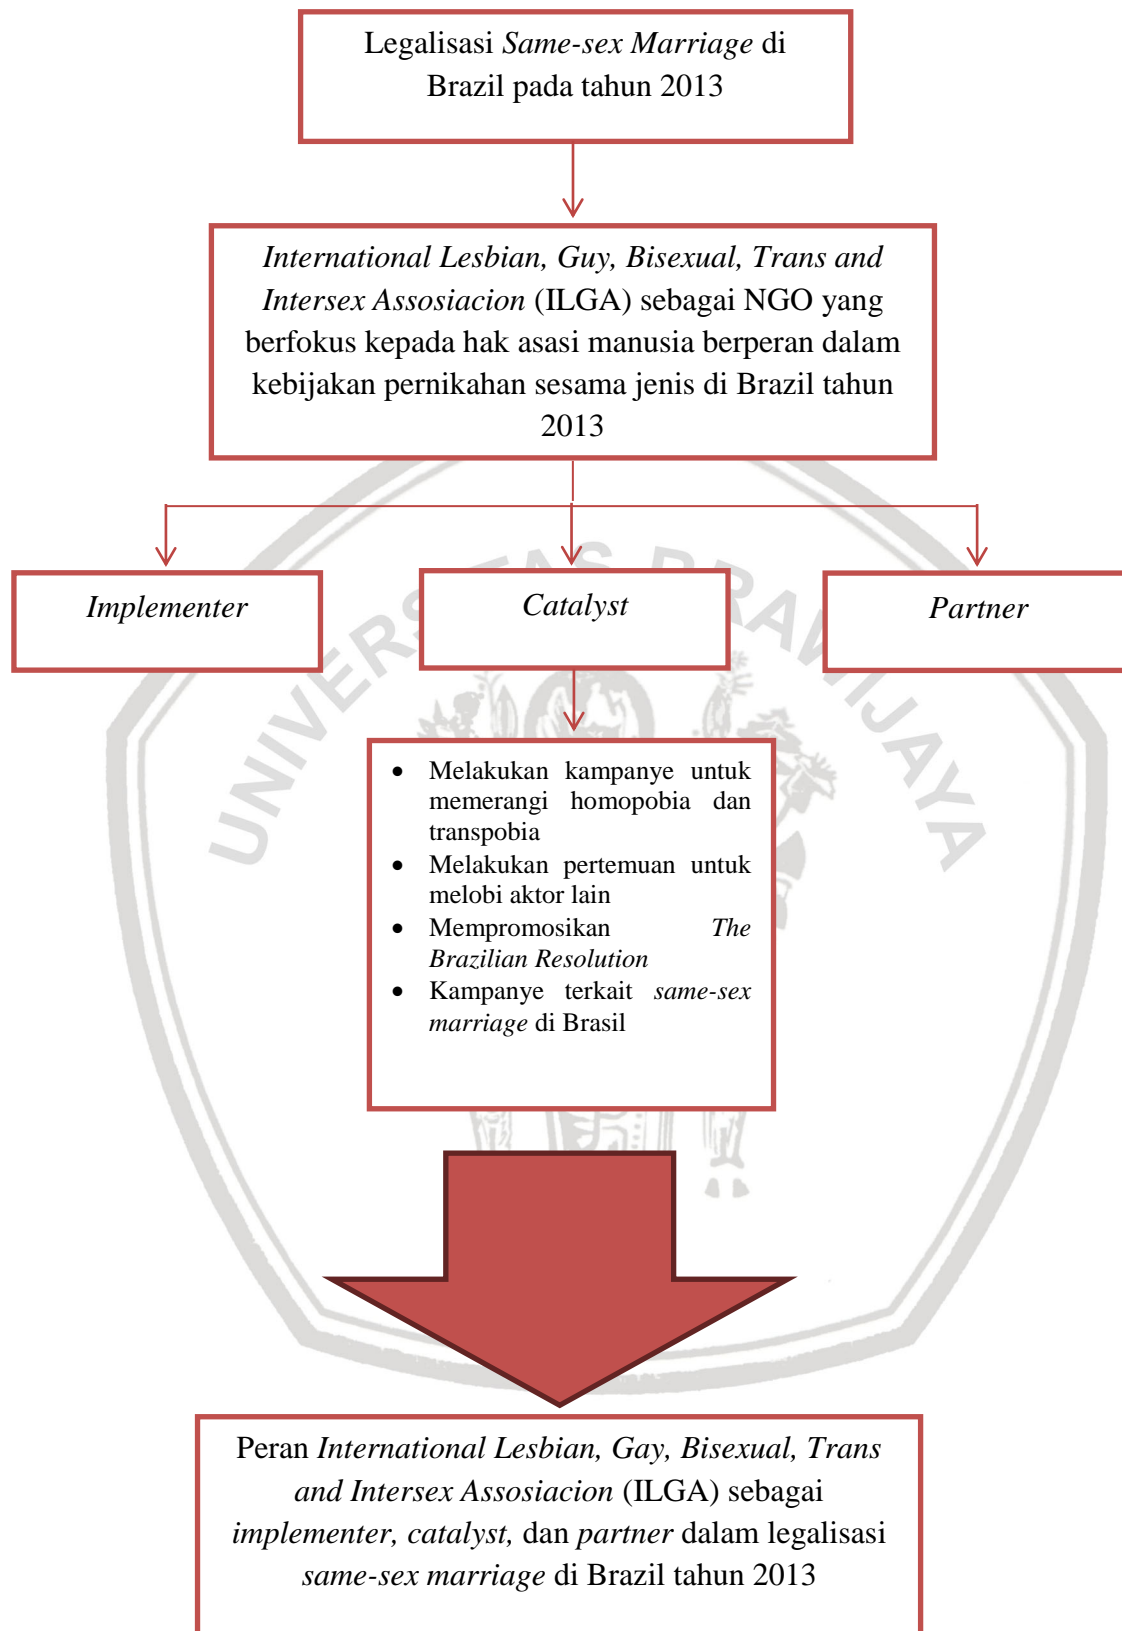 Legalisasi Same-sex Marriage di
Brazil pada tahun 2013
International Lesbian, Guy, Bisexual, Trans and
Intersex Assosiacion (ILGA) sebagai NGO yang
berfokus kepada hak asasi manusia berperan dalam
kebijakan pernikahan sesama jenis di Brazil tahun
2013
UNIVERSITAS BRAWIJAYA
Implementer
Catalyst
Partner
• Melakukan kampanye untuk
memerangi homopobia dan
transpobia
• Melakukan pertemuan untuk
melobi aktor lain
• Mempromosikan The
Brazilian Resolution
• Kampanye terkait same-sex
marriage di Brasil
Peran International Lesbian, Gay, Bisexual, Trans
and Intersex Assosiacion (ILGA) sebagai
implementer, catalyst, dan partner dalam legalisasi
same-sex marriage di Brazil tahun 2013